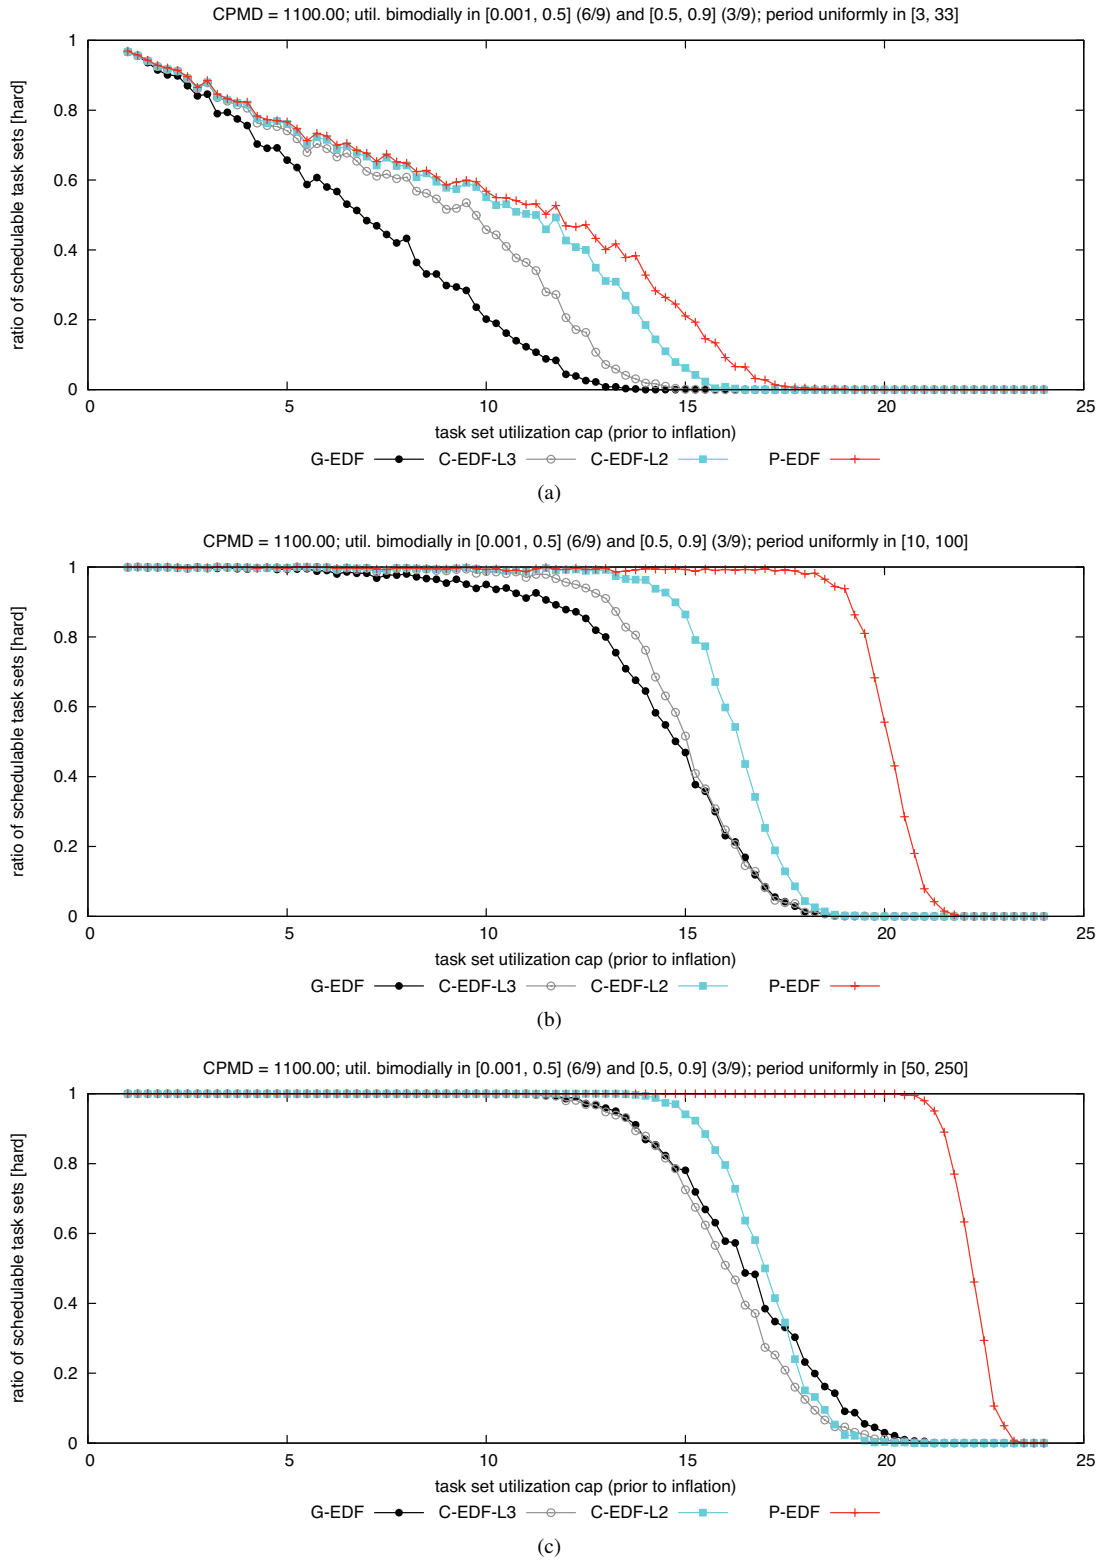 CPMD = 1100.00; util. bimodially in [0.001, 0.5] (6/9) and [0.5, 0.9] (3/9); period uniformly in [3, 33]
1
0.8
0.6
0.4
0.2
0
ratio of schedulable task sets [hard]
0 5 10 15 20 25
task set utilization cap (prior to inflation)
G-EDF C-EDF-L3 C-EDF-L2 P-EDF
(a)
CPMD = 1100.00; util. bimodially in [0.001, 0.5] (6/9) and [0.5, 0.9] (3/9); period uniformly in [10, 100]
1
0.8
0.6
0.4
0.2
0
ratio of schedulable task sets [hard]
0 5 10 15 20 25
task set utilization cap (prior to inflation)
G-EDF C-EDF-L3 C-EDF-L2 P-EDF
(b)
CPMD = 1100.00; util. bimodially in [0.001, 0.5] (6/9) and [0.5, 0.9] (3/9); period uniformly in [50, 250]
1
0.8
0.6
0.4
0.2
0
ratio of schedulable task sets [hard]
0 5 10 15 20 25
task set utilization cap (prior to inflation)
G-EDF C-EDF-L3 C-EDF-L2 P-EDF
(c)